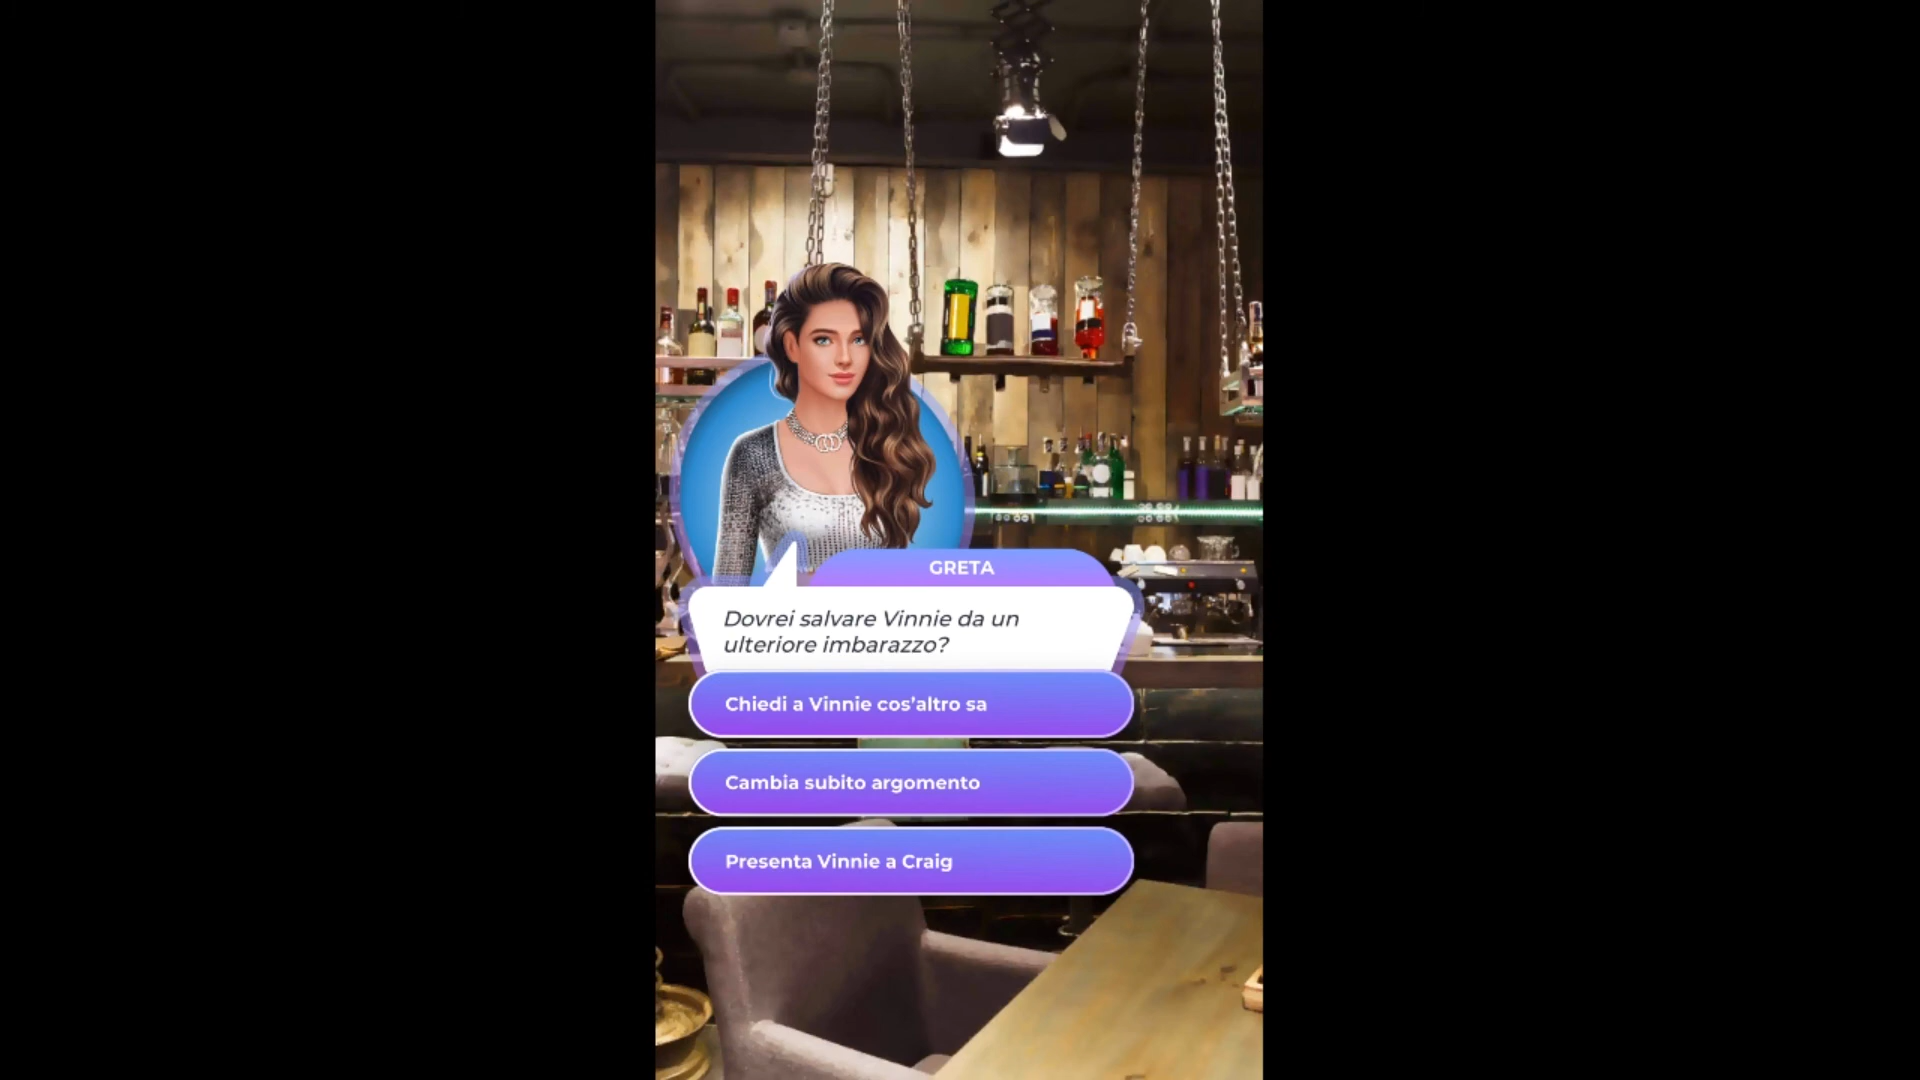 GRETA
Dovrei salvare Vinnie da un
ulteriore imbarazzo?
Chiedi a Vinnie cos’altro sa
Cambia subito argomento
Presenta Vinnie a Craig